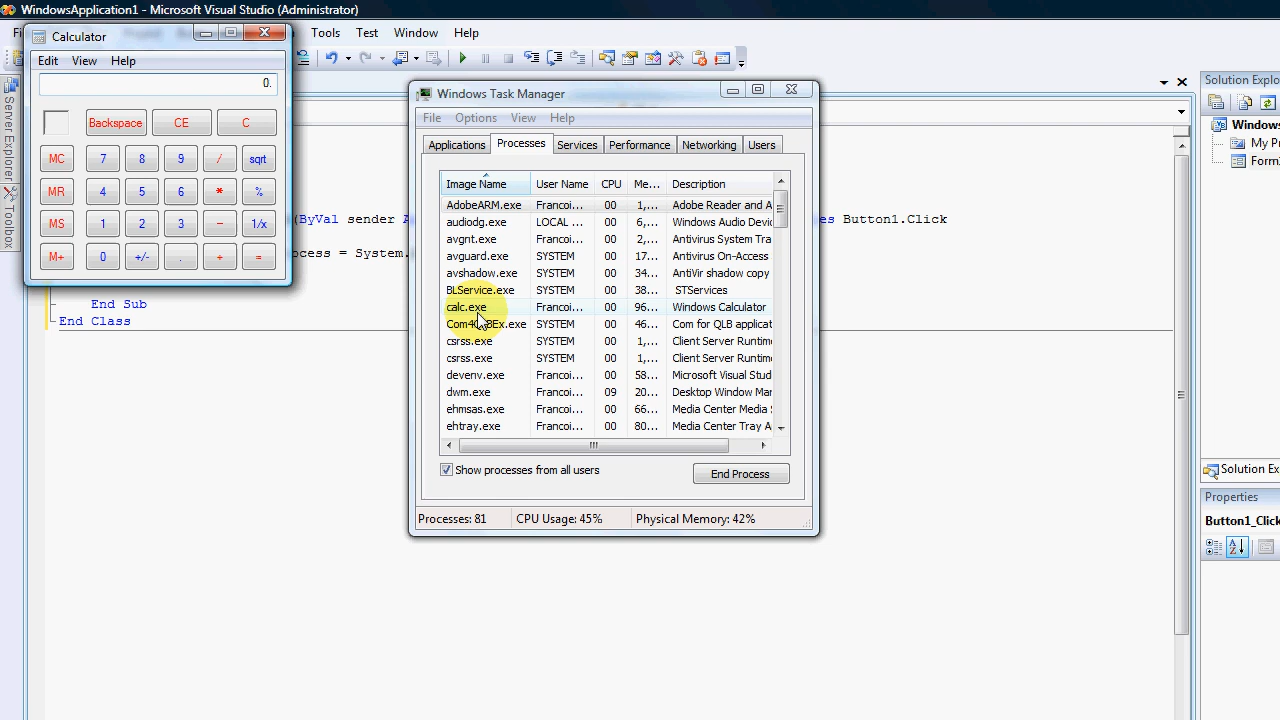 WindowsApplication1 - Microsoft Visual Studio (Administrator)
Tools Test Window Help
Calculator
Edit View Help
0.
Backspace CE C
MC 7 8 9 / sqrt
MR 4 5 6 * %
MS 1 2 3 - 1/x
M+ 0 +/- . + =
Server Explorer
Toolbox
(ByVal sender A
es Button1.Click
ocess = System.
End Sub
End Class
Windows Task Manager
File Options View Help
Applications Processes Services Performance Networking Users
Image Name User Name CPU Me... Description
AdobeARM.exe Francoi... 00 1,... Adobe Reader and A
audiodg.exe LOCAL ... 00 6,... Windows Audio Devic
avgnt.exe Francoi... 00 2,... Antivirus System Tra
avguard.exe SYSTEM 00 17... Antivirus On-Access
avshadow.exe SYSTEM 00 34... AntiVir shadow copy
BLService.exe SYSTEM 00 38... STServices
calc.exe Francoi... 00 96... Windows Calculator
SYSTEM 00 46... Com for QLB applicat
csrss.exe SYSTEM 00 1,... Client Server Runtime
csrss.exe SYSTEM 00 1,... Client Server Runtime
devenv.exe Francoi... 00 58... Microsoft Visual Stud
dwm.exe Francoi... 09 20... Desktop Window Mar
ehmsas.exe Francoi... 00 66... Media Center Media
ehtray.exe Francoi... 00 80... Media Center Tray A
Show processes from all users
End Process
Processes: 81 CPU Usage: 45% Physical Memory: 42%
Solution Explo
Windows
My Pr
Form
Solution Ex
Properties
Button1_Click